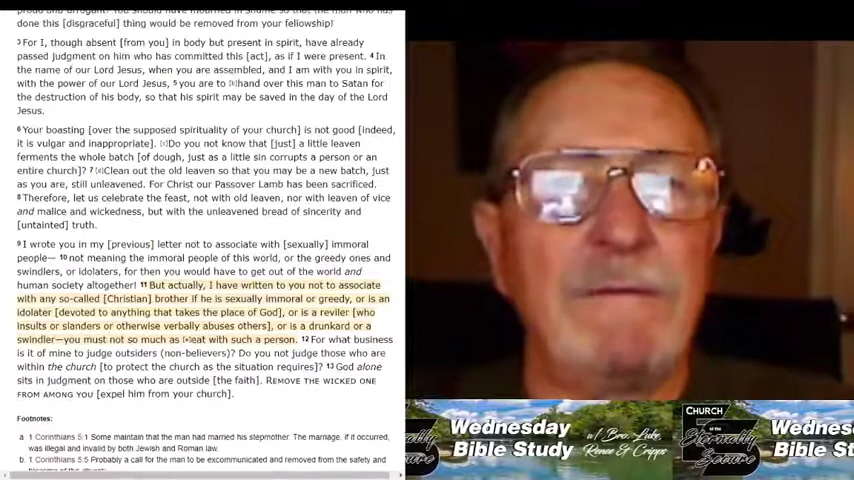 proud and arrogant! You should have mourned in shame so that the man who has
done this [disgraceful] thing would be removed from your fellowship!
3 For I, though absent [from you] in body but present in spirit, have already
passed judgment on him who has committed this [act], as if I were present. 4 In
the name of our Lord Jesus, when you are assembled, and I am with you in spirit,
with the power of our Lord Jesus, 5 you are to [b]hand over this man to Satan for
the destruction of his body, so that his spirit may be saved in the day of the Lord
Jesus.
6 Your boasting [over the supposed spirituality of your church] is not good [indeed,
it is vulgar and inappropriate]. [c]Do you not know that [just] a little leaven
ferments the whole batch [of dough, just as a little sin corrupts a person or an
entire church]? 7 [d]Clean out the old leaven so that you may be a new batch, just
as you are, still unleavened. For Christ our Passover Lamb has been sacrificed.
8 Therefore, let us celebrate the feast, not with old leaven, nor with leaven of vice
and malice and wickedness, but with the unleavened bread of sincerity and
[untainted] truth.
9 I wrote you in my [previous] letter not to associate with [sexually] immoral
people— 10 not meaning the immoral people of this world, or the greedy ones and
swindlers, or idolaters, for then you would have to get out of the world and
human society altogether! 11 But actually, I have written to you not to associate
with any so-called [Christian] brother if he is sexually immoral or greedy, or is an
idolater [devoted to anything that takes the place of God], or is a reviler [who
insults or slanders or otherwise verbally abuses others], or is a drunkard or a
swindler—you must not so much as [e]eat with such a person. 12 For what business
is it of mine to judge outsiders (non-believers)? Do you not judge those who are
within the church [to protect the church as the situation requires]? 13 God alone
sits in judgment on those who are outside [the faith]. REMOVE THE WICKED ONE
FROM AMONG YOU [expel him from your church].
Footnotes:
a 1 Corinthians 5:1 Some maintain that the man had married his stepmother. The marriage, if it occurred,
was illegal and invalid by both Jewish and Roman law.
b 1 Corinthians 5:5 Probably a call for the man to be excommunicated and removed from the safety and
Wednesday
Bible Study
w/ Bro. Luke,
Renee & Cripps
CHURCH
of the
Eternally
Secure
Wednes
Bible S